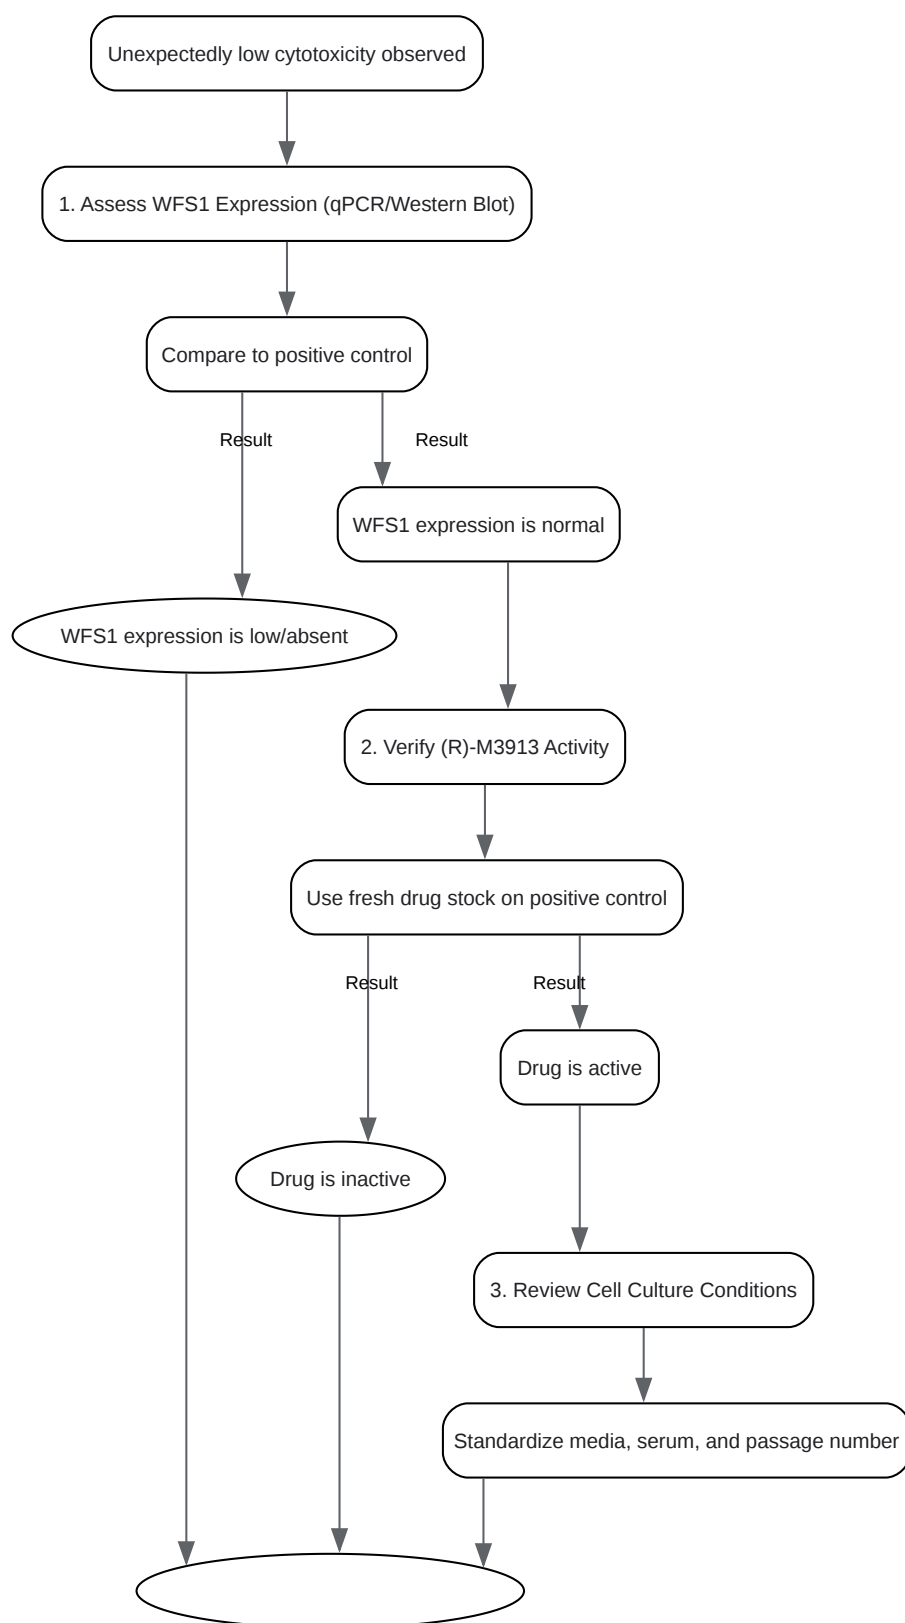 Unexpectedly low cytotoxicity observed
1. Assess WFS1 Expression (qPCR/Western Blot)
Compare to positive control
Result
Result
WFS1 expression is normal
WFS1 expression is low/absent
2. Verify (R)-M3913 Activity
Use fresh drug stock on positive control
Result
Result
Drug is active
Drug is inactive
3. Review Cell Culture Conditions
Standardize media, serum, and passage number